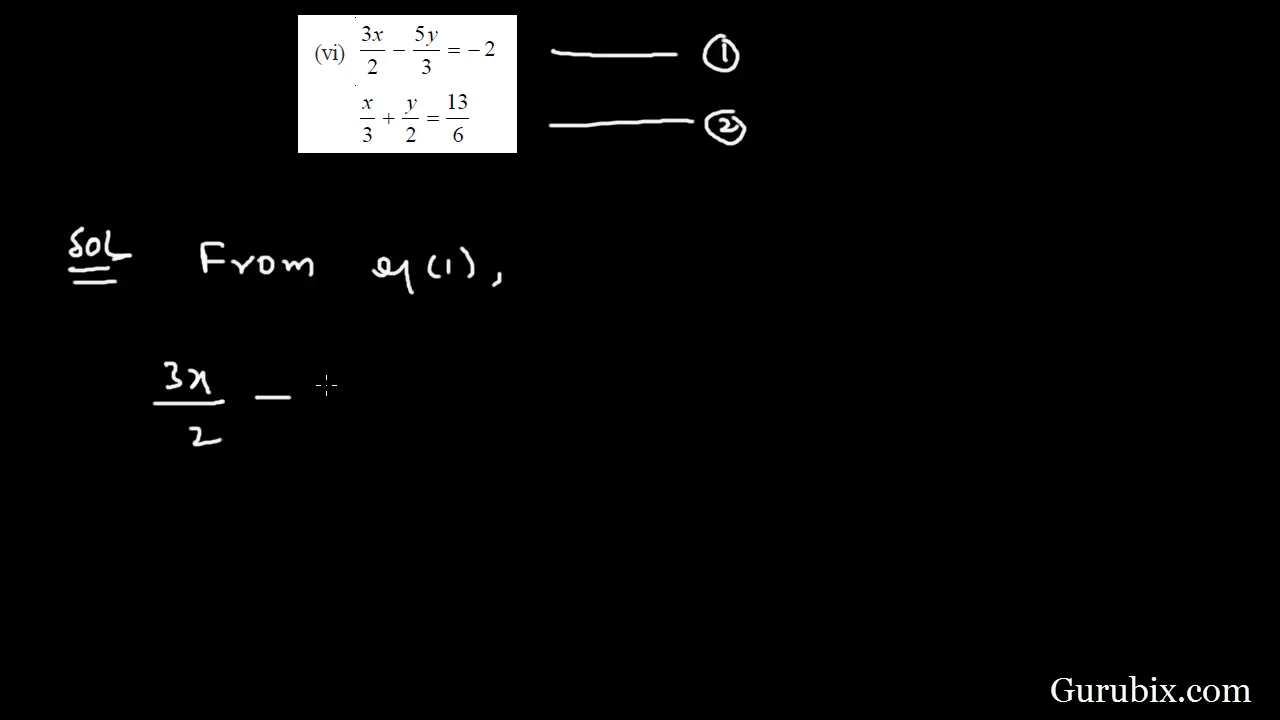 (vi) 3x/2 − 5y/3 = − 2 ①
x/3 + y/2 = 13/6 ②
Sol From eq (1),
3x/2 −
Gurubix.com